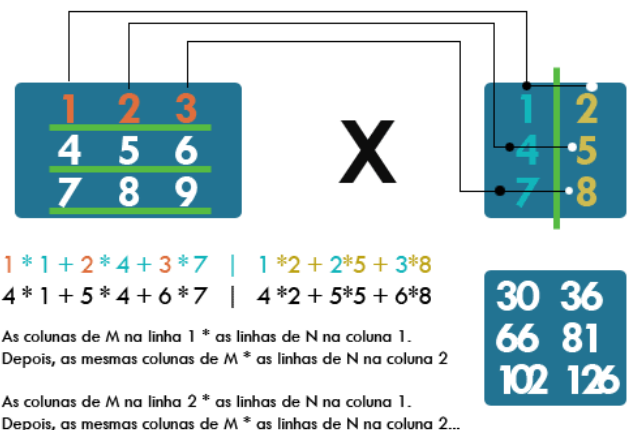 1 2 3
4 5 6
7 8 9
X
1 2
4 5
7 8
1 * 1 + 2 * 4 + 3 * 7 | 1 *2 + 2*5 + 3*8
4 * 1 + 5 * 4 + 6 * 7 | 4 *2 + 5*5 + 6*8
As colunas de M na linha 1 * as linhas de N na coluna 1.
Depois, as mesmas colunas de M * as linhas de N na coluna 2
As colunas de M na linha 2 * as linhas de N na coluna 1.
Depois, as mesmas colunas de M * as linhas de N na coluna 2...
30 36
66 81
102 126